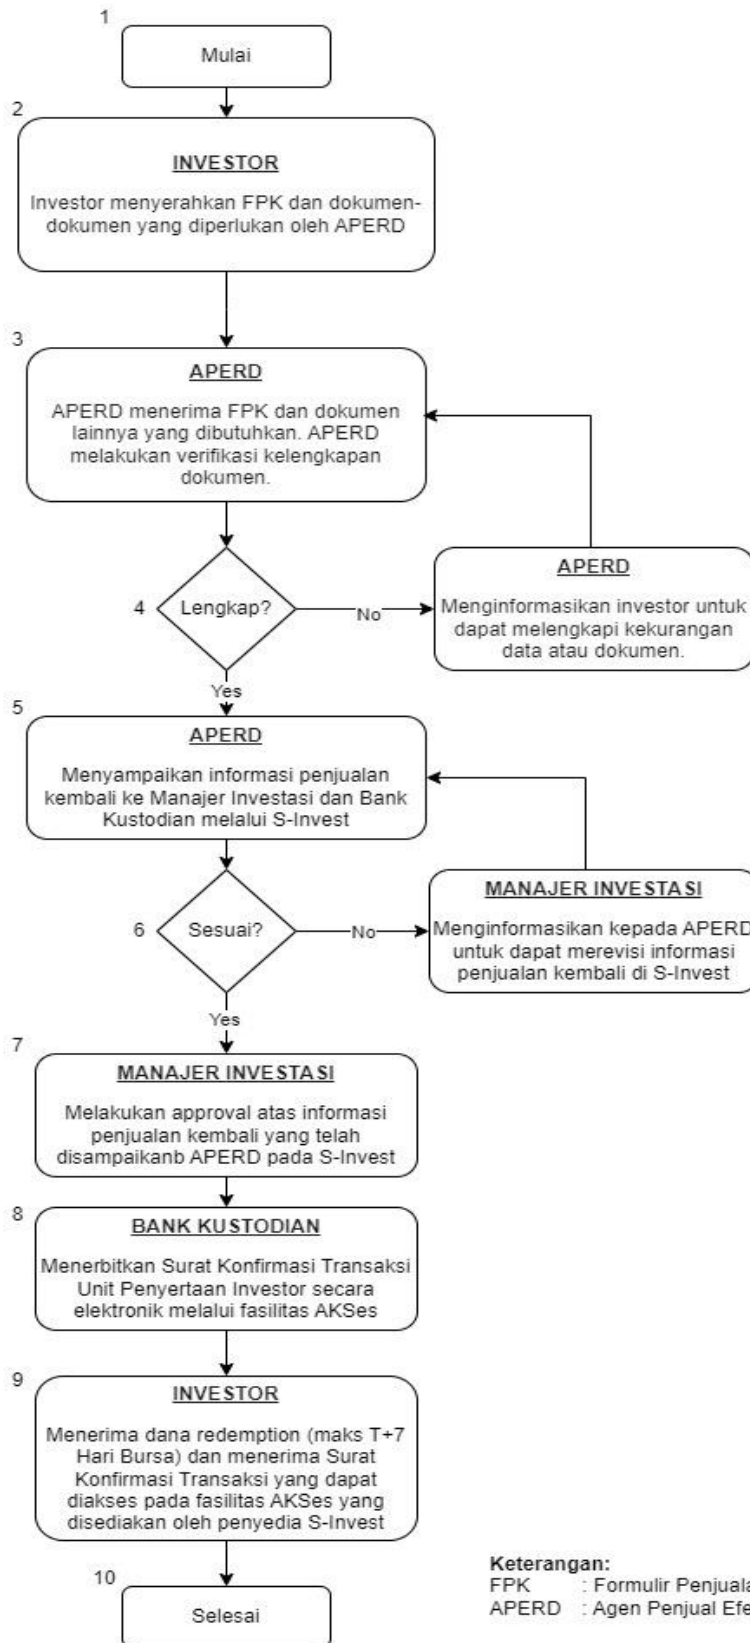 1
Mulai
2
INVESTOR
Investor menyerahkan FPK dan dokumen-
dokumen yang diperlukan oleh APERD
3
APERD
APERD menerima FPK dan dokumen
lainnya yang dibutuhkan. APERD
melakukan verifikasi kelengkapan
dokumen.
4
Lengkap?
No
APERD
Menginformasikan investor untuk
dapat melengkapi kekurangan
data atau dokumen.
Yes
5
APERD
Menyampaikan informasi penjualan
kembali ke Manajer Investasi dan Bank
Kustodian melalui S-Invest
6
Sesuai?
No
MANAJER INVESTASI
Menginformasikan kepada APERD
untuk dapat merevisi informasi
penjualan kembali di S-Invest
Yes
7
MANAJER INVESTASI
Melakukan approval atas informasi
penjualan kembali yang telah
disampaikanb APERD pada S-Invest
8
BANK KUSTODIAN
Menerbitkan Surat Konfirmasi Transaksi
Unit Penyertaan Investor secara
elektronik melalui fasilitas AKSes
9
INVESTOR
Menerima dana redemption (maks T+7
Hari Bursa) dan menerima Surat
Konfirmasi Transaksi yang dapat
diakses pada fasilitas AKSes yang
disediakan oleh penyedia S-Invest
10
Selesai
Keterangan:
FPK : Formulir Penjuala
APERD : Agen Penjual Efe